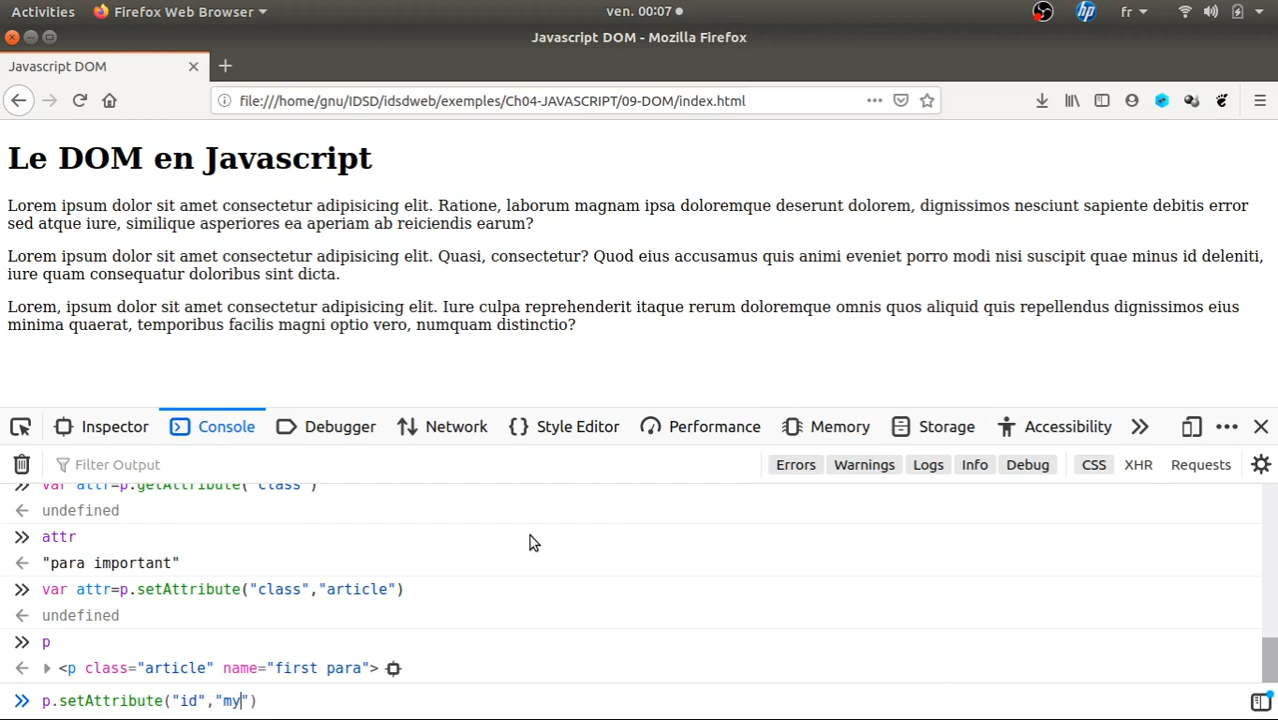 Activities Firefox Web Browser ven. 00:07 fr
Javascript DOM - Mozilla Firefox
Javascript DOM
file:///home/gnu/IDSD/idsdweb/exemples/Ch04-JAVASCRIPT/09-DOM/index.html
Le DOM en Javascript
Lorem ipsum dolor sit amet consectetur adipisicing elit. Ratione, laborum magnam ipsa doloremque deserunt dolorem, dignissimos nesciunt sapiente debitis error
sed atque iure, similique asperiores ea aperiam ab reiciendis earum?
Lorem ipsum dolor sit amet consectetur adipisicing elit. Quasi, consectetur? Quod eius accusamus quis animi eveniet porro modi nisi suscipit quae minus id deleniti,
iure quam consequatur doloribus sint dicta.
Lorem, ipsum dolor sit amet consectetur adipisicing elit. Iure culpa reprehenderit itaque rerum doloremque omnis quos aliquid quis repellendus dignissimos eius
minima quaerat, temporibus facilis magni optio vero, numquam distinctio?
Inspector Console Debugger Network Style Editor Performance Memory Storage Accessibility
Filter Output Errors Warnings Logs Info Debug CSS XHR Requests
var attr=p.getAttribute("class")
undefined
attr
"para important"
var attr=p.setAttribute("class","article")
undefined
p
<p class="article" name="first para">
p.setAttribute("id","my")